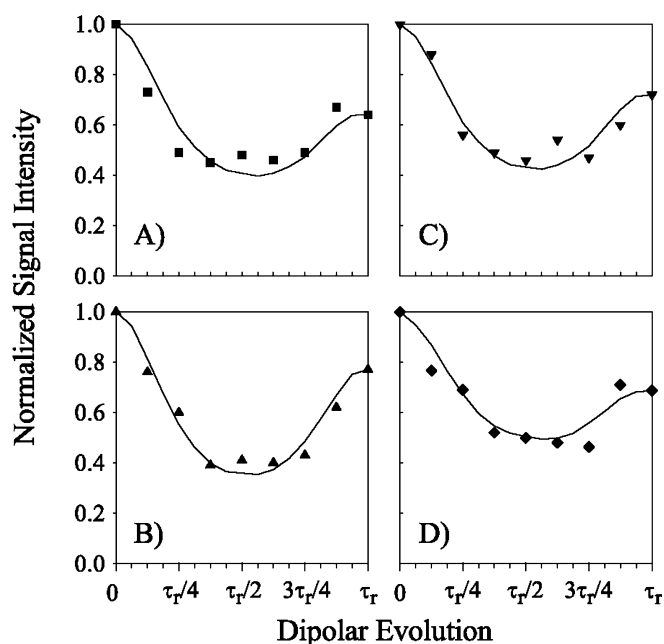 Normalized Signal Intensity
1.0
0.8
0.6
0.4
0.2
0.0
A)
C)
1.0
0.8
0.6
0.4
0.2
0.0
B)
D)
0 τr/4 τr/2 3τr/4 τr
0 τr/4 τr/2 3τr/4 τr
Dipolar Evolution